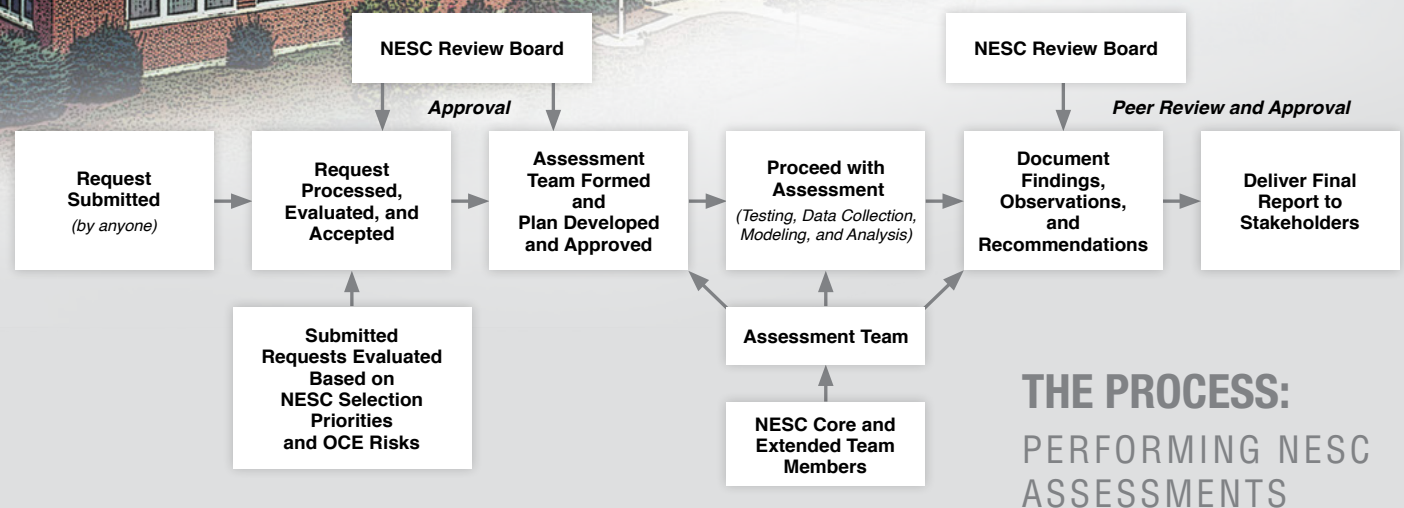 NESC Review Board
NESC Review Board
Approval
Peer Review and Approval
Request
Submitted
(by anyone)
Request
Processed,
Evaluated, and
Accepted
Assessment
Team Formed
and
Plan Developed
and Approved
Proceed with
Assessment
(Testing, Data Collection,
Modeling, and Analysis)
Document
Findings,
Observations,
and
Recommendations
Deliver Final
Report to
Stakeholders
Submitted
Requests Evaluated
Based on
NESC Selection
Priorities
and OCE Risks
Assessment Team
NESC Core and
Extended Team
Members
THE PROCESS:
PERFORMING NESC
ASSESSMENTS